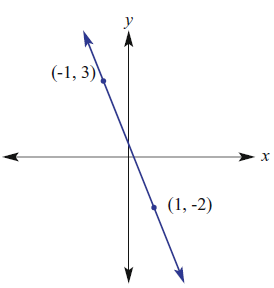 y
(-1, 3)
x
(1, -2)